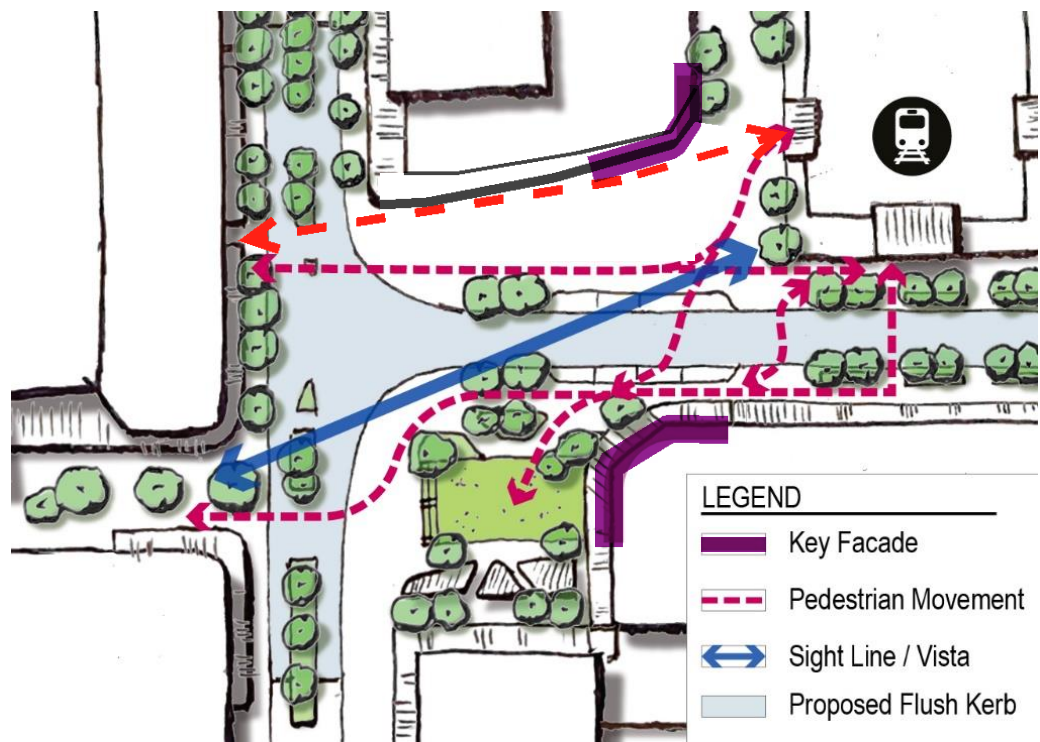 LEGEND
Key Facade
Pedestrian Movement
Sight Line / Vista
Proposed Flush Kerb